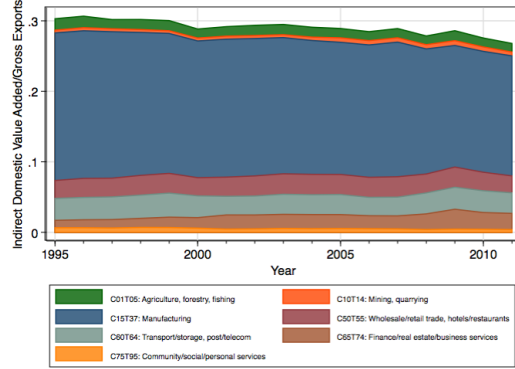 Indirect Domestic Value Added/Gross Exports
.3
.2
.1
0
1995 2000 2005 2010
Year
C01T05: Agriculture, forestry, fishing C10T14: Mining, quarrying
C15T37: Manufacturing C50T55: Wholesale/retail trade, hotels/restaurants
C60T64: Transport/storage, post/telecom C65T74: Finance/real estate/business services
C75T95: Community/social/personal services